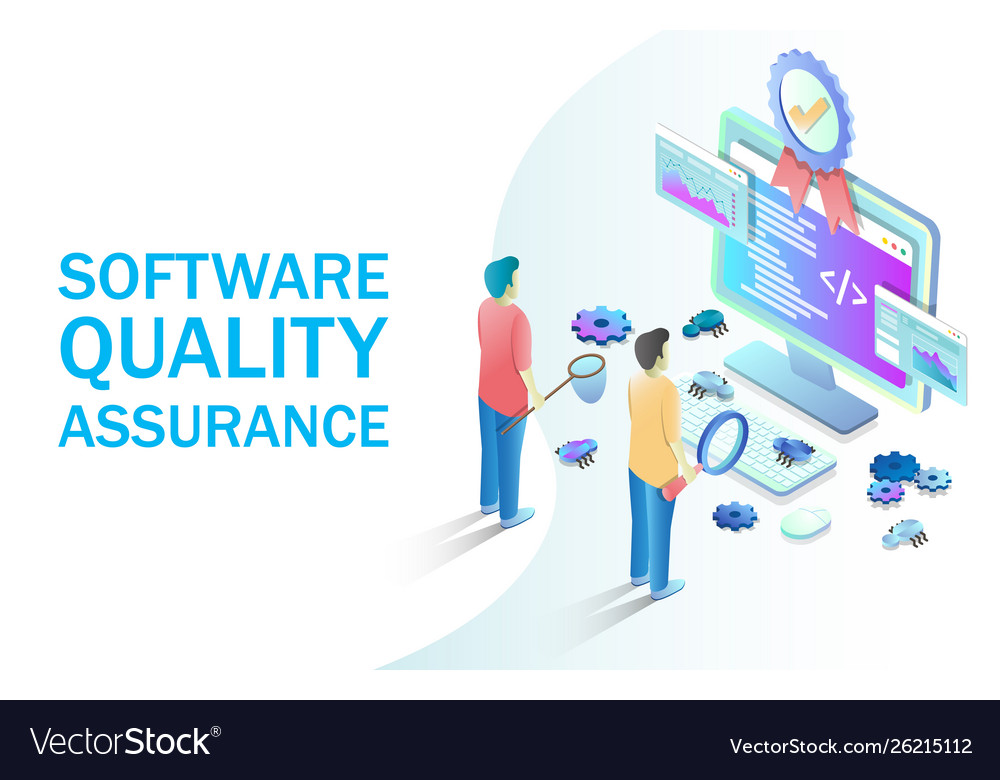 SOFTWARE
QUALITY
ASSURANCE
</>
VectorStock®
VectorStock.com/26215112